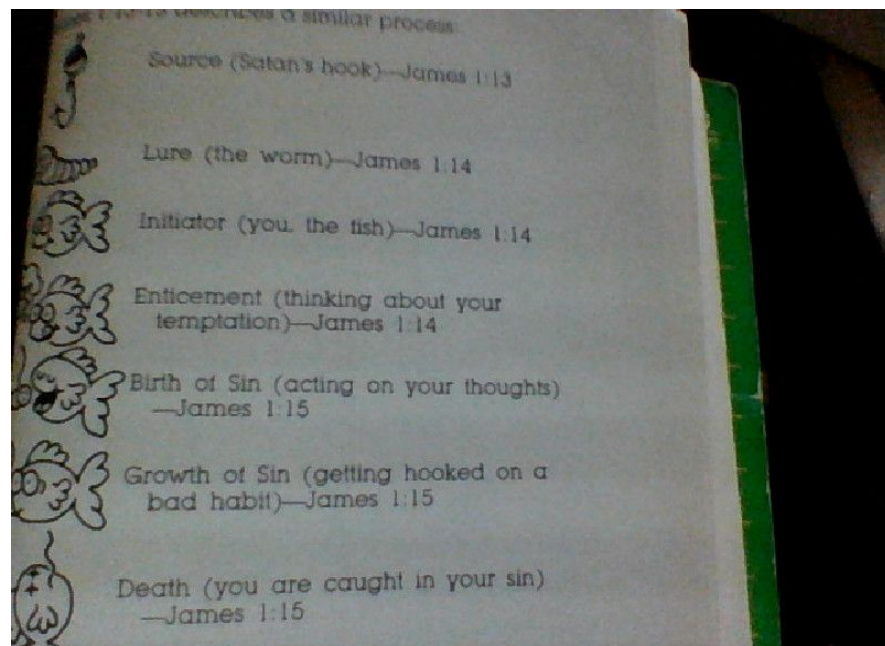 describes a similar process:
Source (Satan's hook)—James 1:13
Lure (the worm)—James 1:14
Initiator (you, the fish)—James 1:14
Enticement (thinking about your
temptation)—James 1:14
Birth of Sin (acting on your thoughts)
—James 1:15
Growth of Sin (getting hooked on a
bad habit)—James 1:15
Death (you are caught in your sin)
—James 1:15